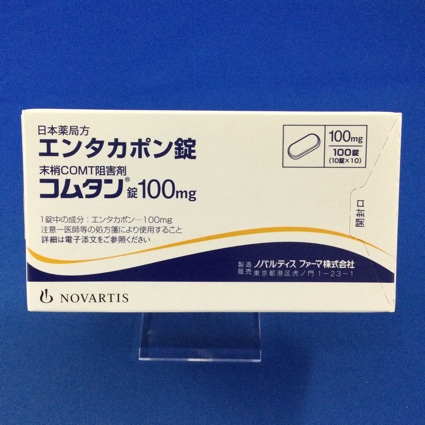 日本薬局方
エンタカポン錠
末梢COMT阻害剤
コムタン®錠100mg
1錠中の成分：エンタカポン…100mg
注意－医師等の処方箋により使用すること
詳細は電子添文をご参照ください
100mg
100錠
(10錠×10)
開封口
製造販売 ノバルティス ファーマ株式会社
東京都港区虎ノ門1-23-1
NOVARTIS